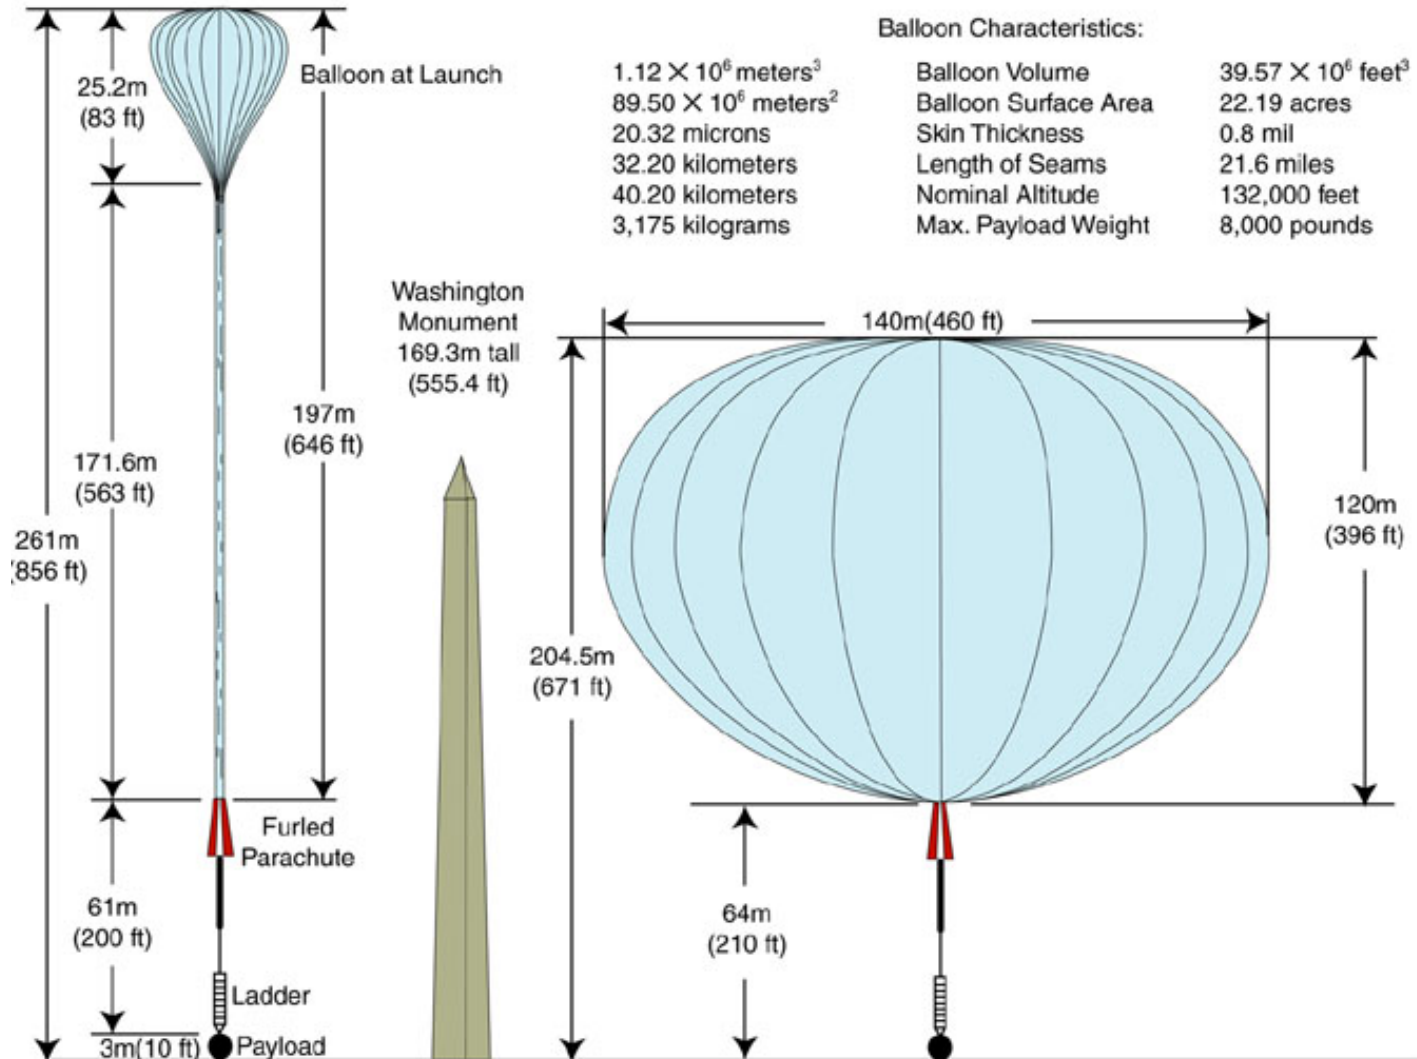 Balloon Characteristics:
1.12 × 10⁶ meters³ Balloon Volume 39.57 × 10⁶ feet³
89.50 × 10⁶ meters² Balloon Surface Area 22.19 acres
20.32 microns Skin Thickness 0.8 mil
32.20 kilometers Length of Seams 21.6 miles
40.20 kilometers Nominal Altitude 132,000 feet
3,175 kilograms Max. Payload Weight 8,000 pounds
Balloon at Launch
25.2m
(83 ft)
197m
(646 ft)
171.6m
(563 ft)
261m
(856 ft)
Furled
Parachute
61m
(200 ft)
Ladder
3m(10 ft)
Payload
Washington
Monument
169.3m tall
(555.4 ft)
140m(460 ft)
120m
(396 ft)
204.5m
(671 ft)
64m
(210 ft)